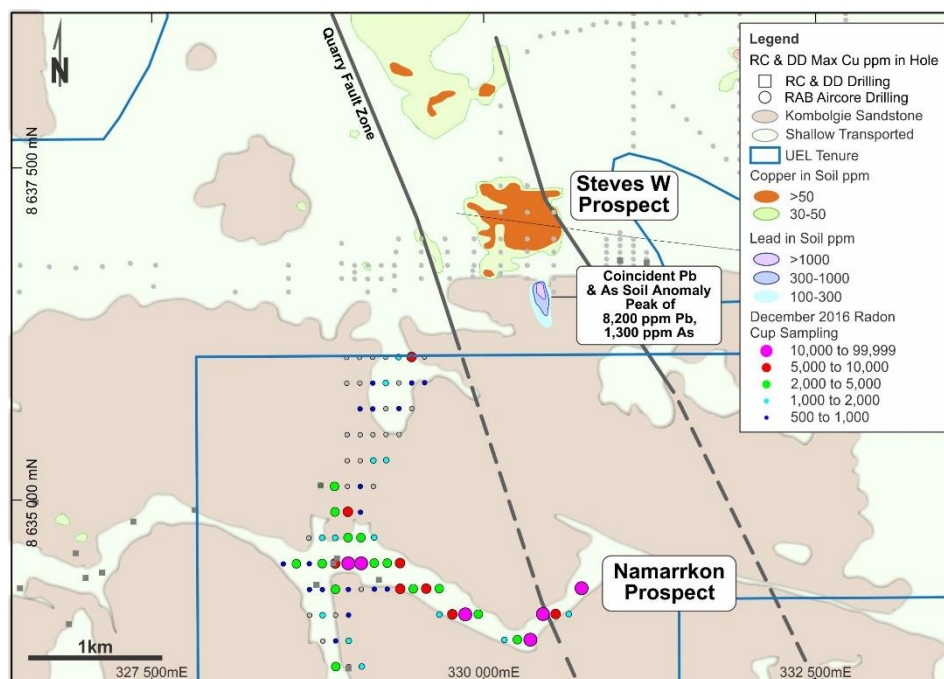 N
Quarry Fault Zone
8 637 500 mN
8 635 000 mN
Steves W
Prospect
Coincident Pb
& As Soil Anomaly
Peak of
8,200 ppm Pb,
1,300 ppm As
Namarrkon
Prospect
1km
327 500mE
330 000mE
332 500mE
Legend
RC & DD Max Cu ppm in Hole
RC & DD Drilling
RAB Aircore Drilling
Kombolgie Sandstone
Shallow Transported
UEL Tenure
Copper in Soil ppm
>50
30-50
Lead in Soil ppm
>1000
300-1000
100-300
December 2016 Radon
Cup Sampling
10,000 to 99,999
5,000 to 10,000
2,000 to 5,000
1,000 to 2,000
500 to 1,000